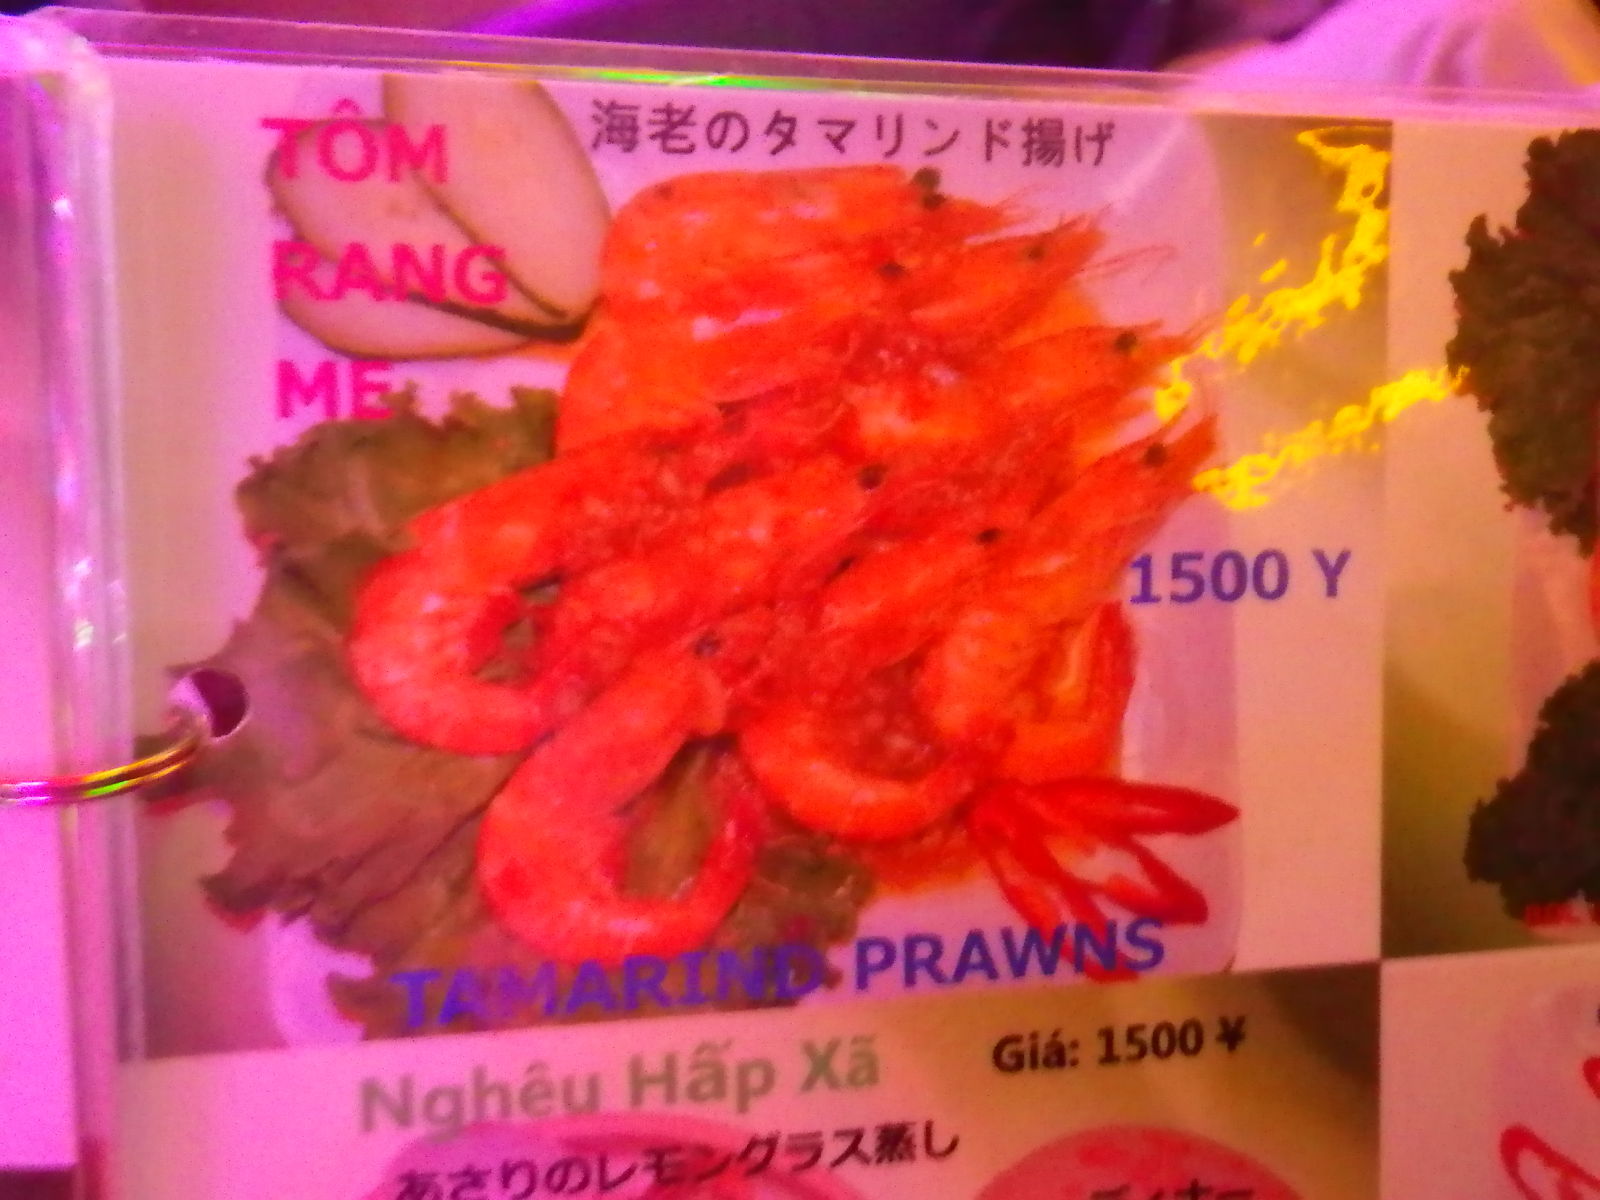 TÔM
RANG
ME
海老のタマリンド揚げ
1500 Y
TAMARIND PRAWNS
Nghêu Hấp Xã
Giá: 1500 ¥
あさりのレモングラス蒸し